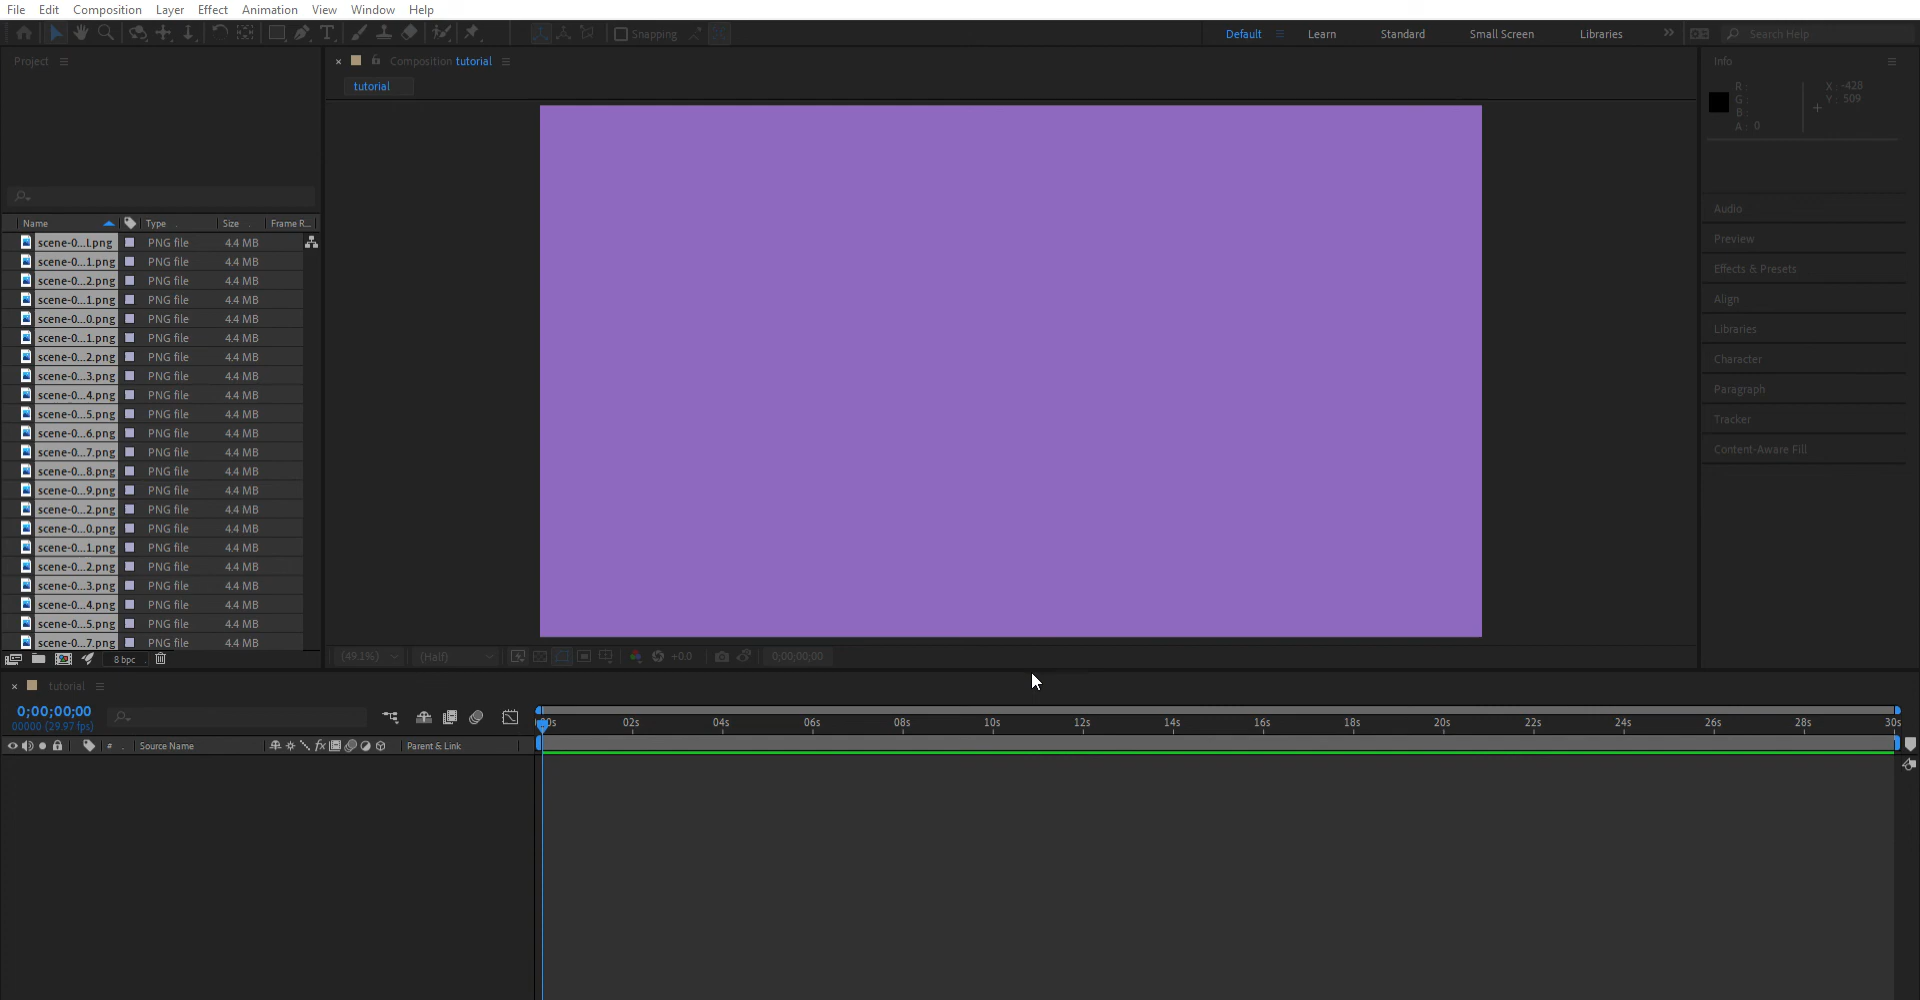 File Edit Composition Layer Effect Animation View Window Help
Snapping Default Learn Standard Small Screen Libraries Search Help
Project
Composition tutorial
tutorial
Info
R :
G :
B :
A : 0
X : -428
Y : 509
Audio
Preview
Effects & Presets
Align
Libraries
Character
Paragraph
Tracker
Content-Aware Fill
Name Type Size Frame R...
scene-0...l.png PNG file 4.4 MB
scene-0...1.png PNG file 4.4 MB
scene-0...2.png PNG file 4.4 MB
scene-0...1.png PNG file 4.4 MB
scene-0...0.png PNG file 4.4 MB
scene-0...1.png PNG file 4.4 MB
scene-0...2.png PNG file 4.4 MB
scene-0...3.png PNG file 4.4 MB
scene-0...4.png PNG file 4.4 MB
scene-0...5.png PNG file 4.4 MB
scene-0...6.png PNG file 4.4 MB
scene-0...7.png PNG file 4.4 MB
scene-0...8.png PNG file 4.4 MB
scene-0...9.png PNG file 4.4 MB
scene-0...2.png PNG file 4.4 MB
scene-0...0.png PNG file 4.4 MB
scene-0...1.png PNG file 4.4 MB
scene-0...2.png PNG file 4.4 MB
scene-0...3.png PNG file 4.4 MB
scene-0...4.png PNG file 4.4 MB
scene-0...5.png PNG file 4.4 MB
scene-0...7.png PNG file 4.4 MB
8 bpc
(49.1%) (Half) +0.0 0;00;00;00
tutorial
0;00;00;00
00000 (29.97 fps)
:00s 02s 04s 06s 08s 10s 12s 14s 16s 18s 20s 22s 24s 26s 28s 30s
# Source Name fx Parent & Link